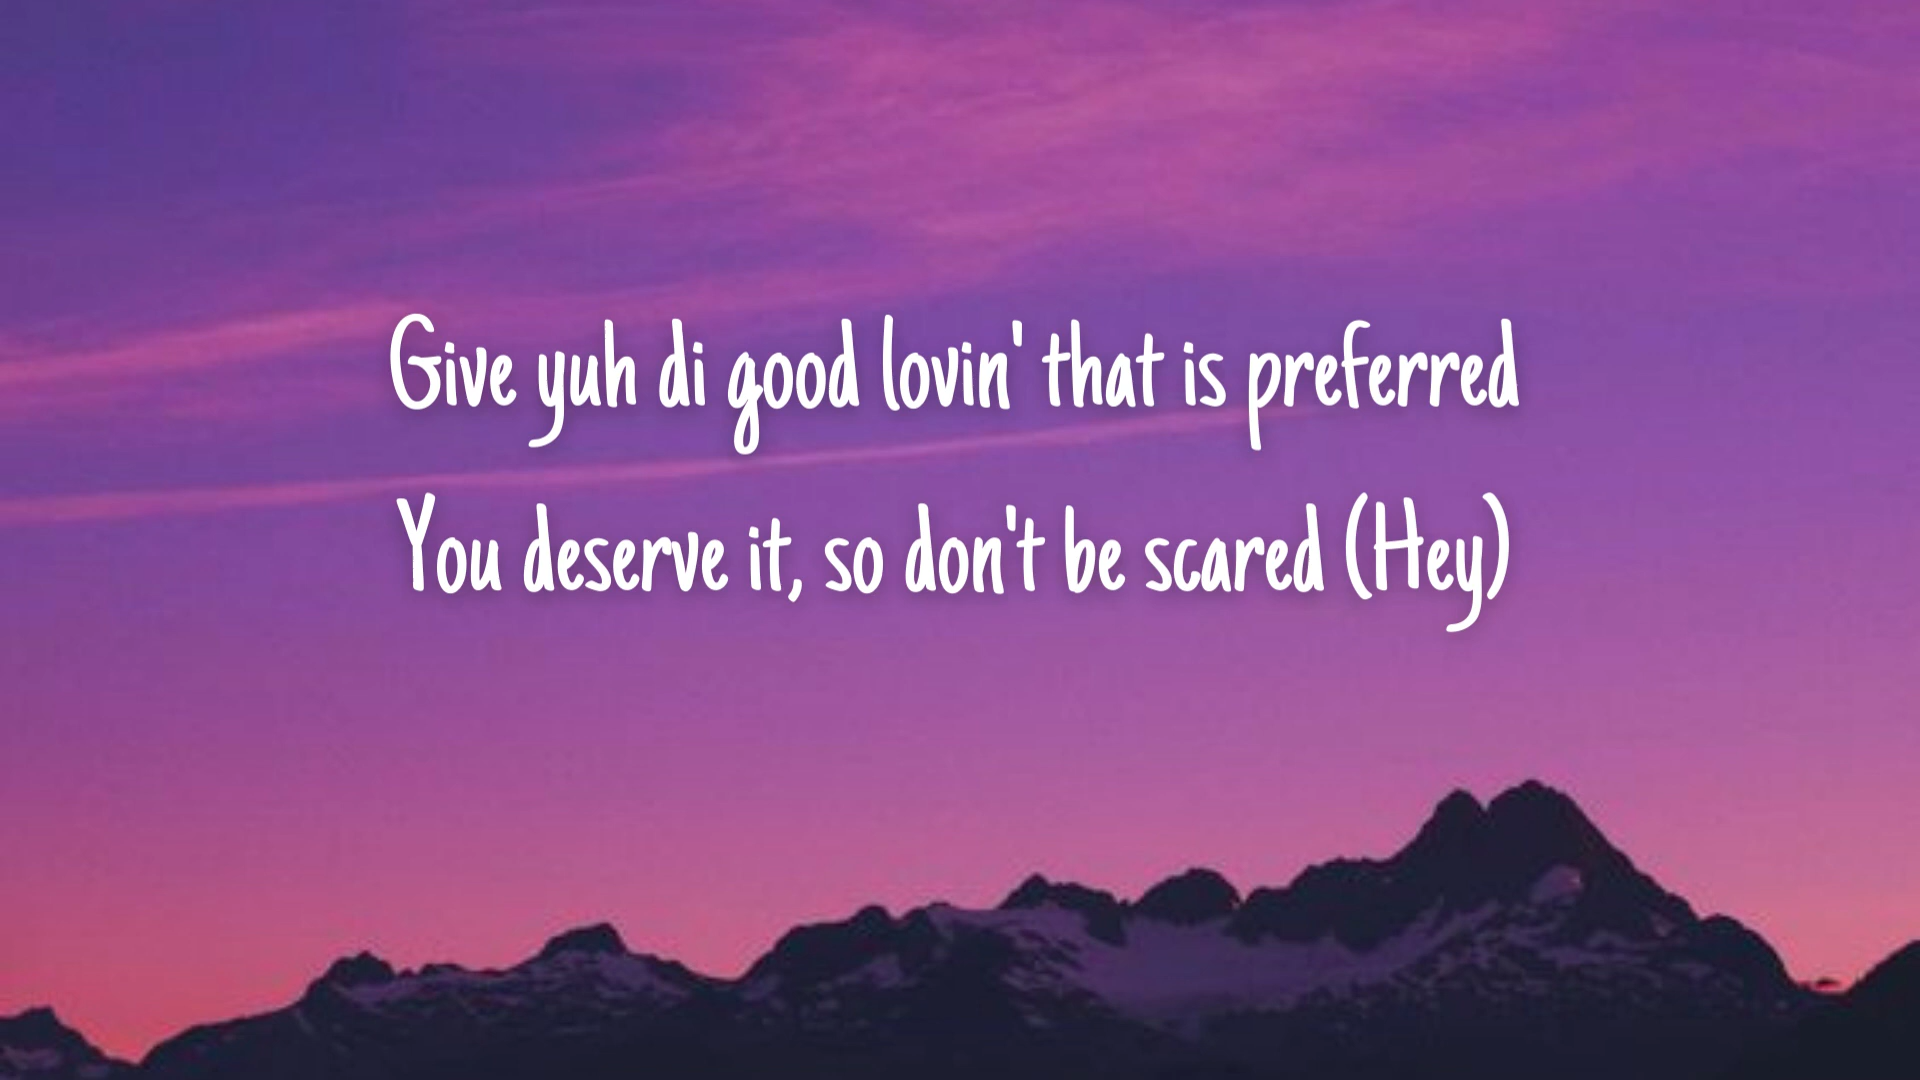 Give yuh di good lovin' that is preferred
You deserve it, so don't be scared (Hey)